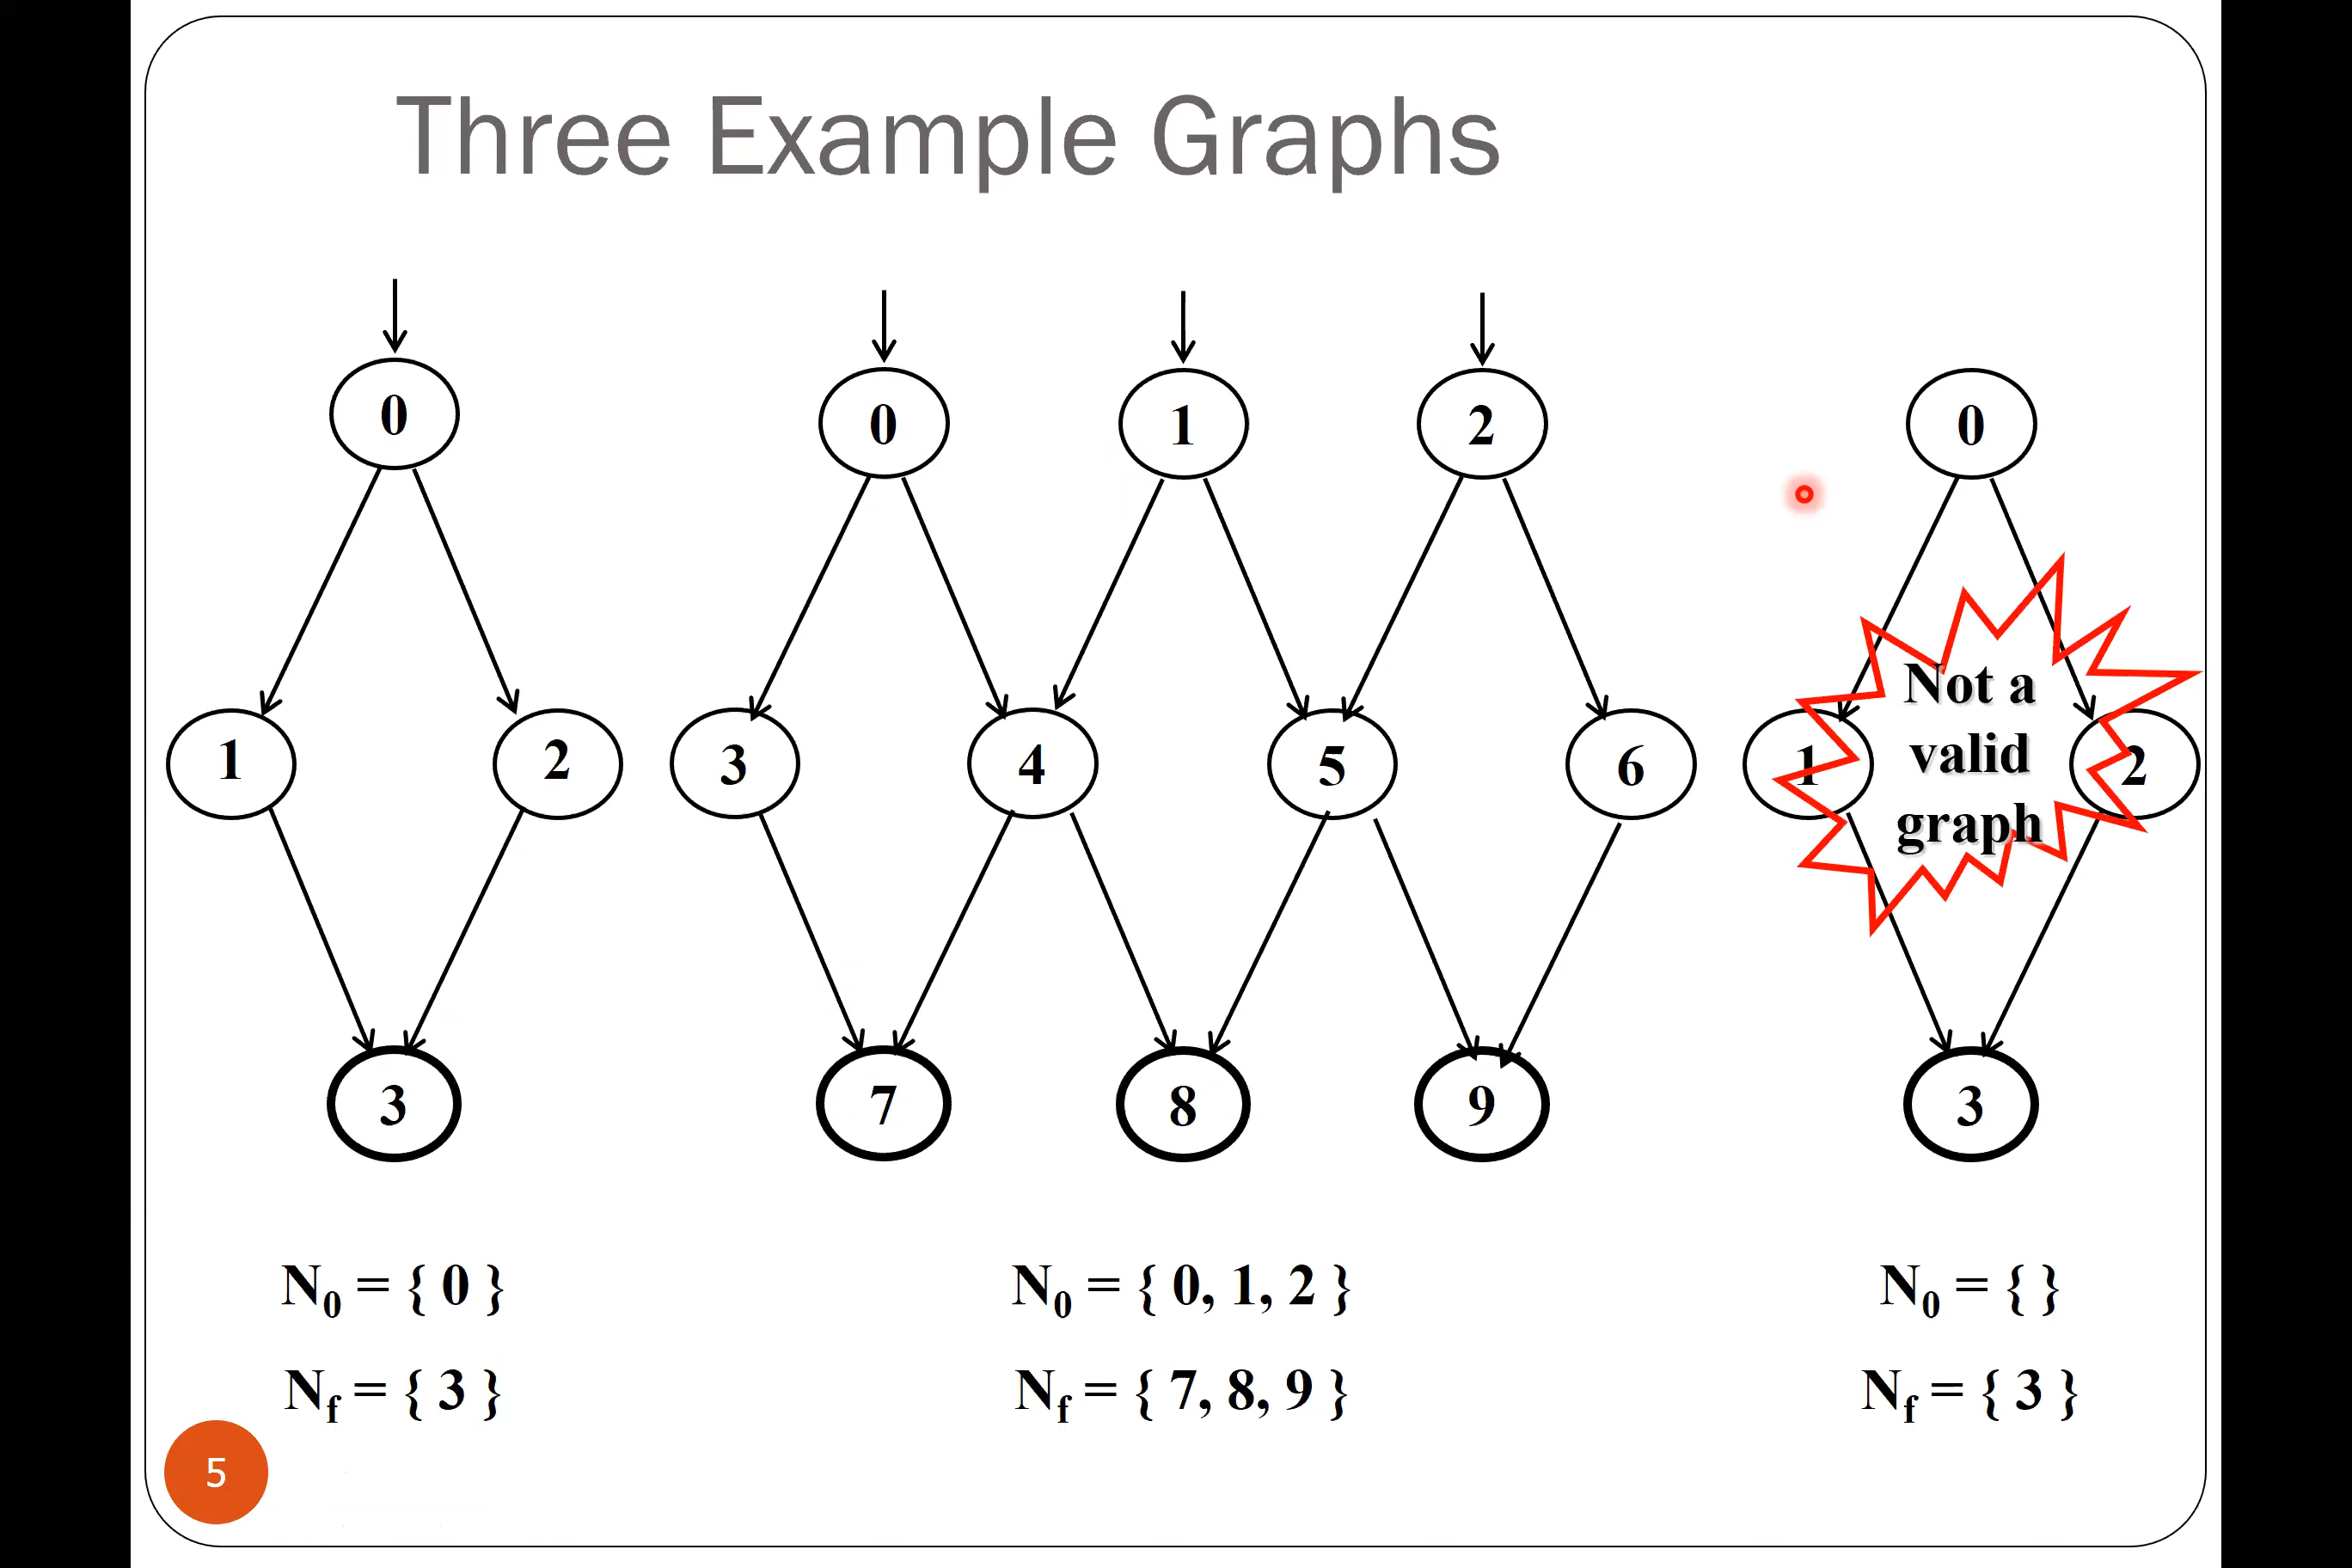 Three Example Graphs
0
0 1 2
0
1 2
3 4 5 6
1 2
Not a
valid
graph
3
7 8 9
3
N0 = { 0 }
N0 = { 0, 1, 2 }
N0 = { }
Nf = { 3 }
Nf = { 7, 8, 9 }
Nf = { 3 }
5